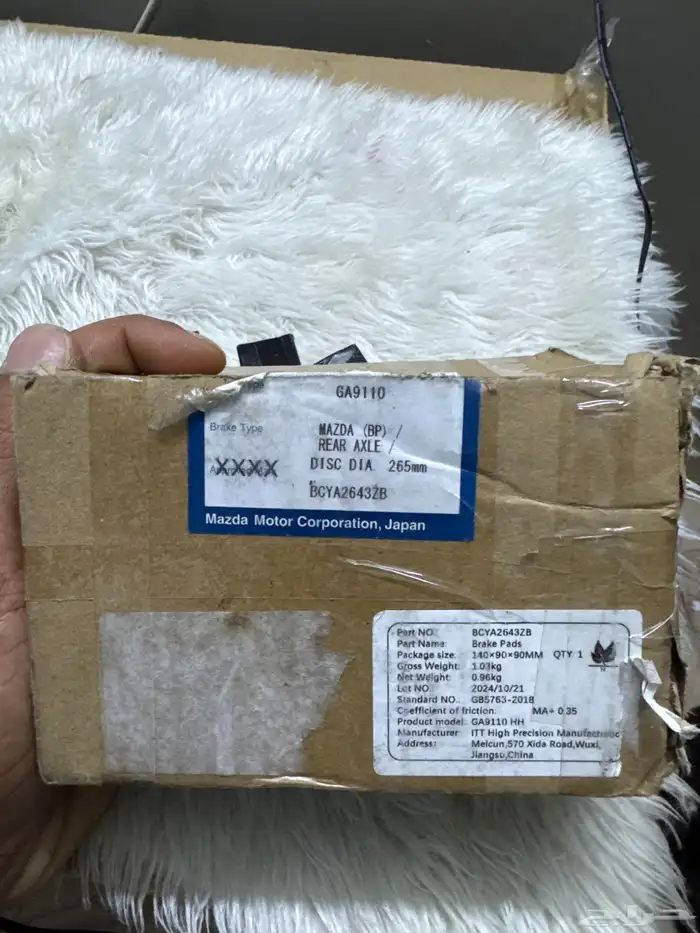 GA9110
Brake Type
MAZDA (BP) /
REAR AXLE /
XXXX DISC DIA 265mm
BCYA2643ZB
Mazda Motor Corporation, Japan
Part NO. BCYA2643ZB
Part Name: Brake Pads
Package size: 140×90×90MM QTY 1
Gross Weight: 1.03kg
Net Weight: 0.96kg
Lot NO. 2024/10/21
Standard NO.: GB5763-2018
Coefficient of friction: MA+ 0.35
Product model: GA9110 HH
Manufacturer ITT High Precision Manufacturing
Address: Meicun,570 Xida Road,Wuxi,
Jiangsu,China
حراج